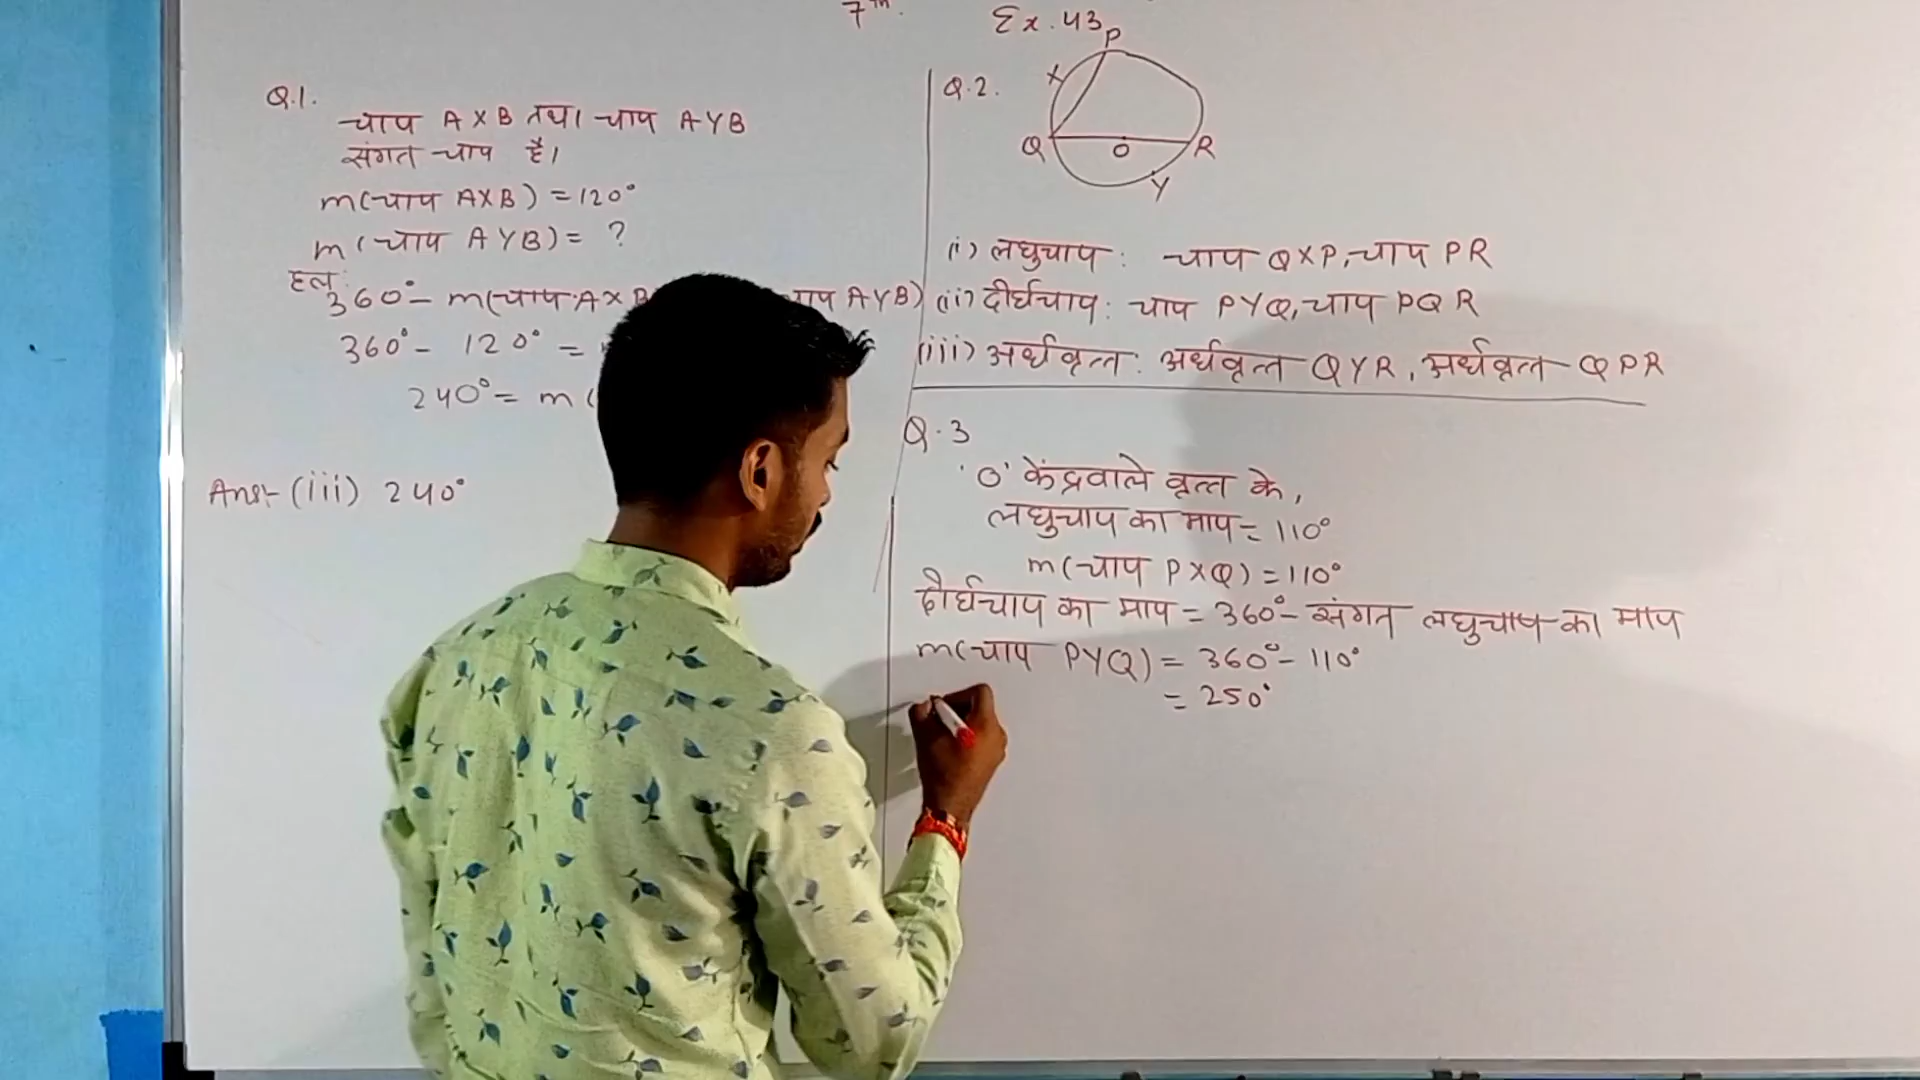 7th.
Ex. 43
Q.1.
चाप AXB तथा चाप AYB
संगत चाप है।
m(चाप AXB) = 120°
m(चाप AYB) = ?
हल:
360° - m(चाप AXB चाप AYB)
360° - 120° =
240° = m(
Ans:- (iii) 240°
Q.2.
P
X
Q
O
R
Y
(i) लघुचाप: चाप QXP, चाप PR
(ii) दीर्घचाप: चाप PYQ, चाप PQR
(iii) अर्धवृत्त: अर्धवृत्त QYR, अर्धवृत्त QPR
Q.3
'O' केंद्रवाले वृत्त के,
लघुचाप का माप = 110°
m(चाप PXQ) = 110°
दीर्घचाप का माप = 360° - संगत लघुचाप का माप
m(चाप PYQ) = 360° - 110°
= 250°